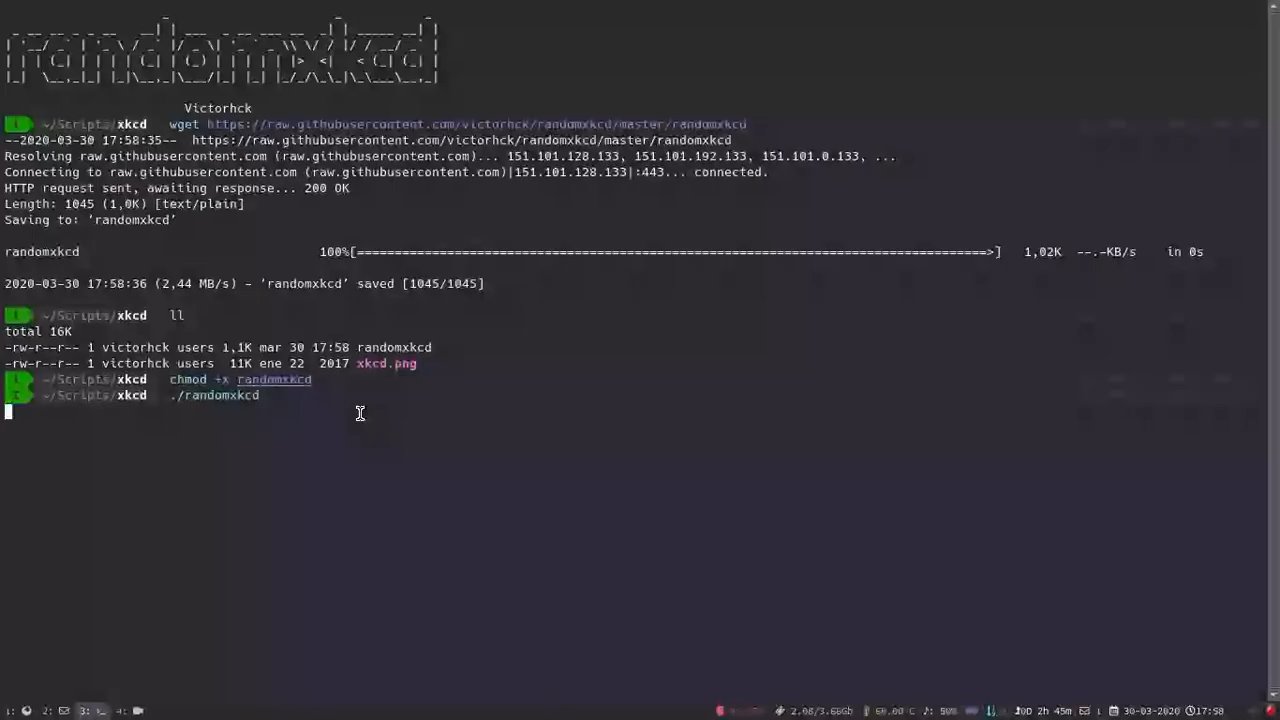 randomxkcd
Victorhck
~/Scripts/xkcd wget https://raw.githubusercontent.com/victorhck/randomxkcd/master/randomxkcd
--2020-03-30 17:58:35-- https://raw.githubusercontent.com/victorhck/randomxkcd/master/randomxkcd
Resolving raw.githubusercontent.com (raw.githubusercontent.com)... 151.101.128.133, 151.101.192.133, 151.101.0.133, ...
Connecting to raw.githubusercontent.com (raw.githubusercontent.com)|151.101.128.133|:443... connected.
HTTP request sent, awaiting response... 200 OK
Length: 1045 (1,0K) [text/plain]
Saving to: ‘randomxkcd’
randomxkcd 100%[=====================================================================================>] 1,02K --.-KB/s in 0s
2020-03-30 17:58:36 (2,44 MB/s) - ‘randomxkcd’ saved [1045/1045]
~/Scripts/xkcd ll
total 16K
-rw-r--r-- 1 victorhck users 1,1K mar 30 17:58 randomxkcd
-rw-r--r-- 1 victorhck users 11K ene 22 2017 xkcd.png
~/Scripts/xkcd chmod +x randomxkcd
~/Scripts/xkcd ./randomxkcd
1: 2: 3: 4: 2.08/3.68Gb 60.00 C 50% 0D 2h 45m 1 30-03-2020 17:58